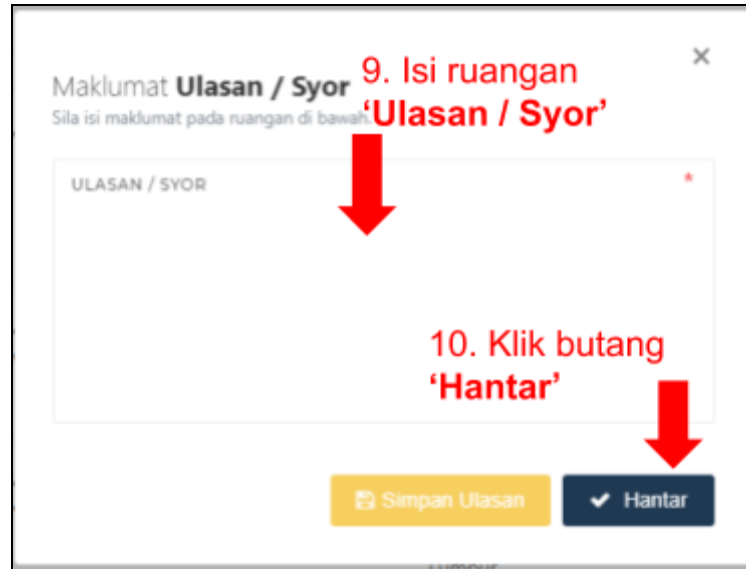 Maklumat Ulasan / Syor
Sila isi maklumat pada ruangan di bawah.
9. Isi ruangan
‘Ulasan / Syor’
ULASAN / SYOR *
10. Klik butang
‘Hantar’
Simpan Ulasan
Hantar